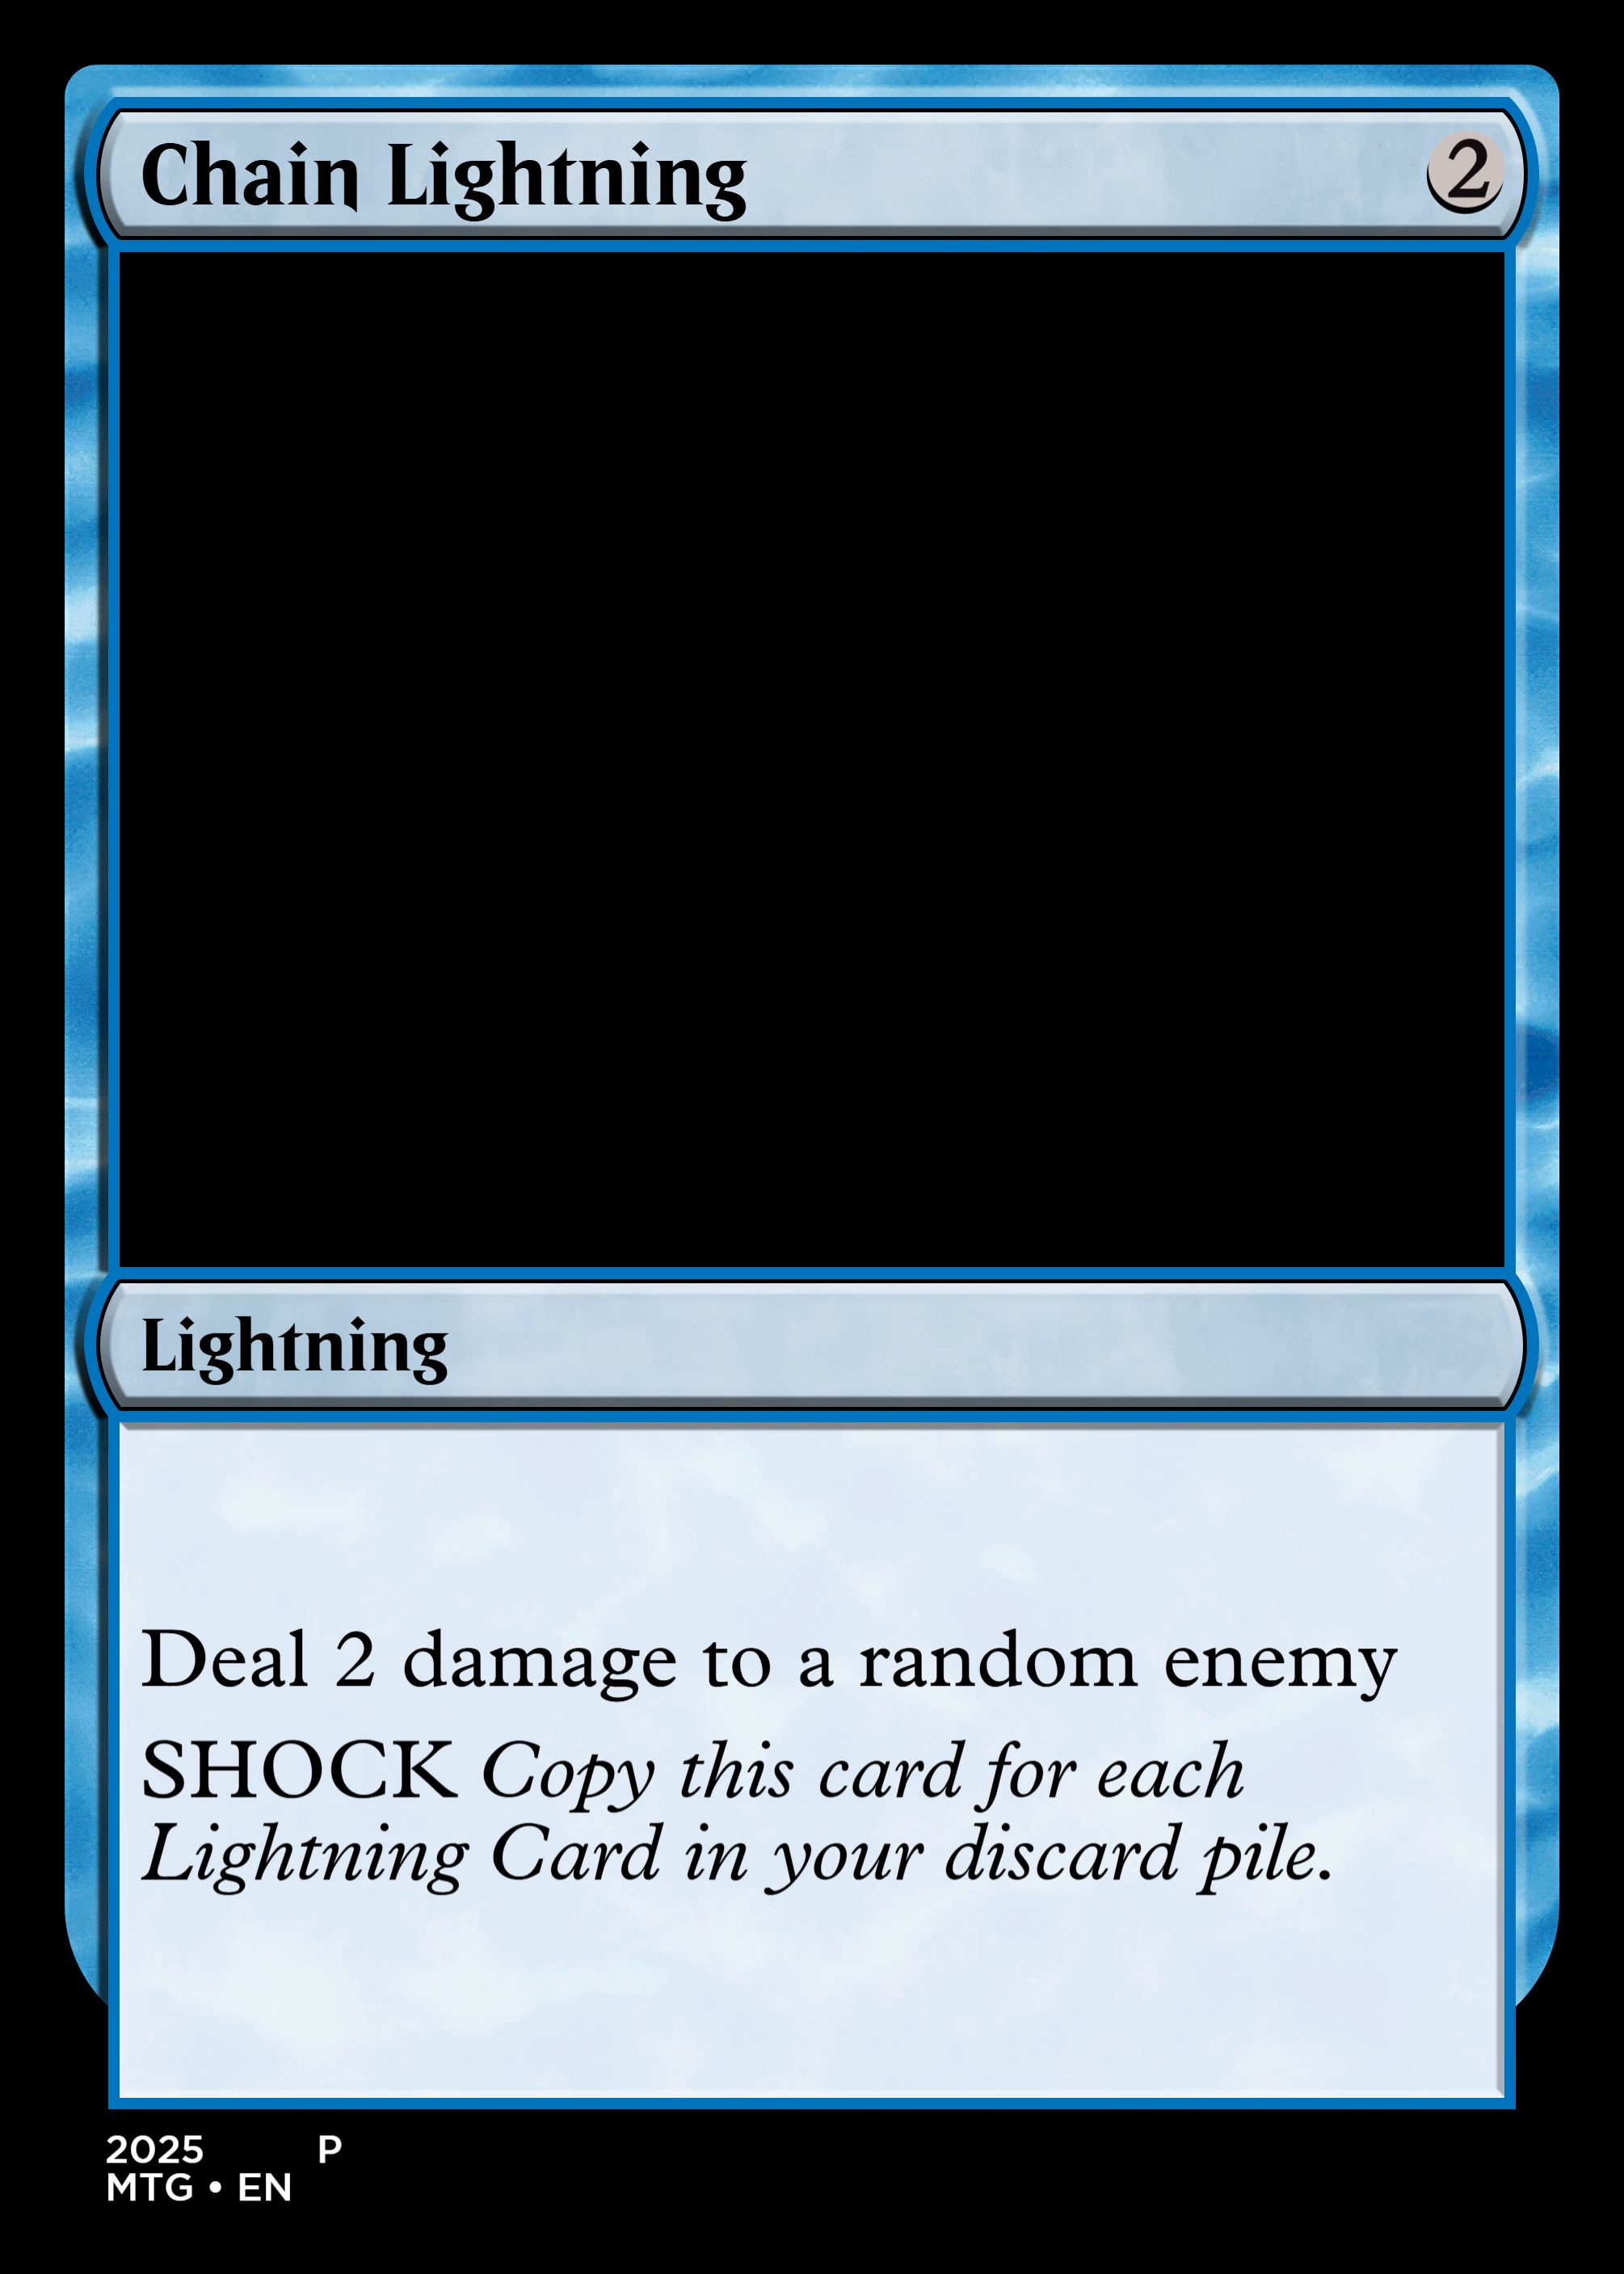 Chain Lightning 2
Lightning
Deal 2 damage to a random enemy
SHOCK Copy this card for each
Lightning Card in your discard pile.
2025 P
MTG • EN